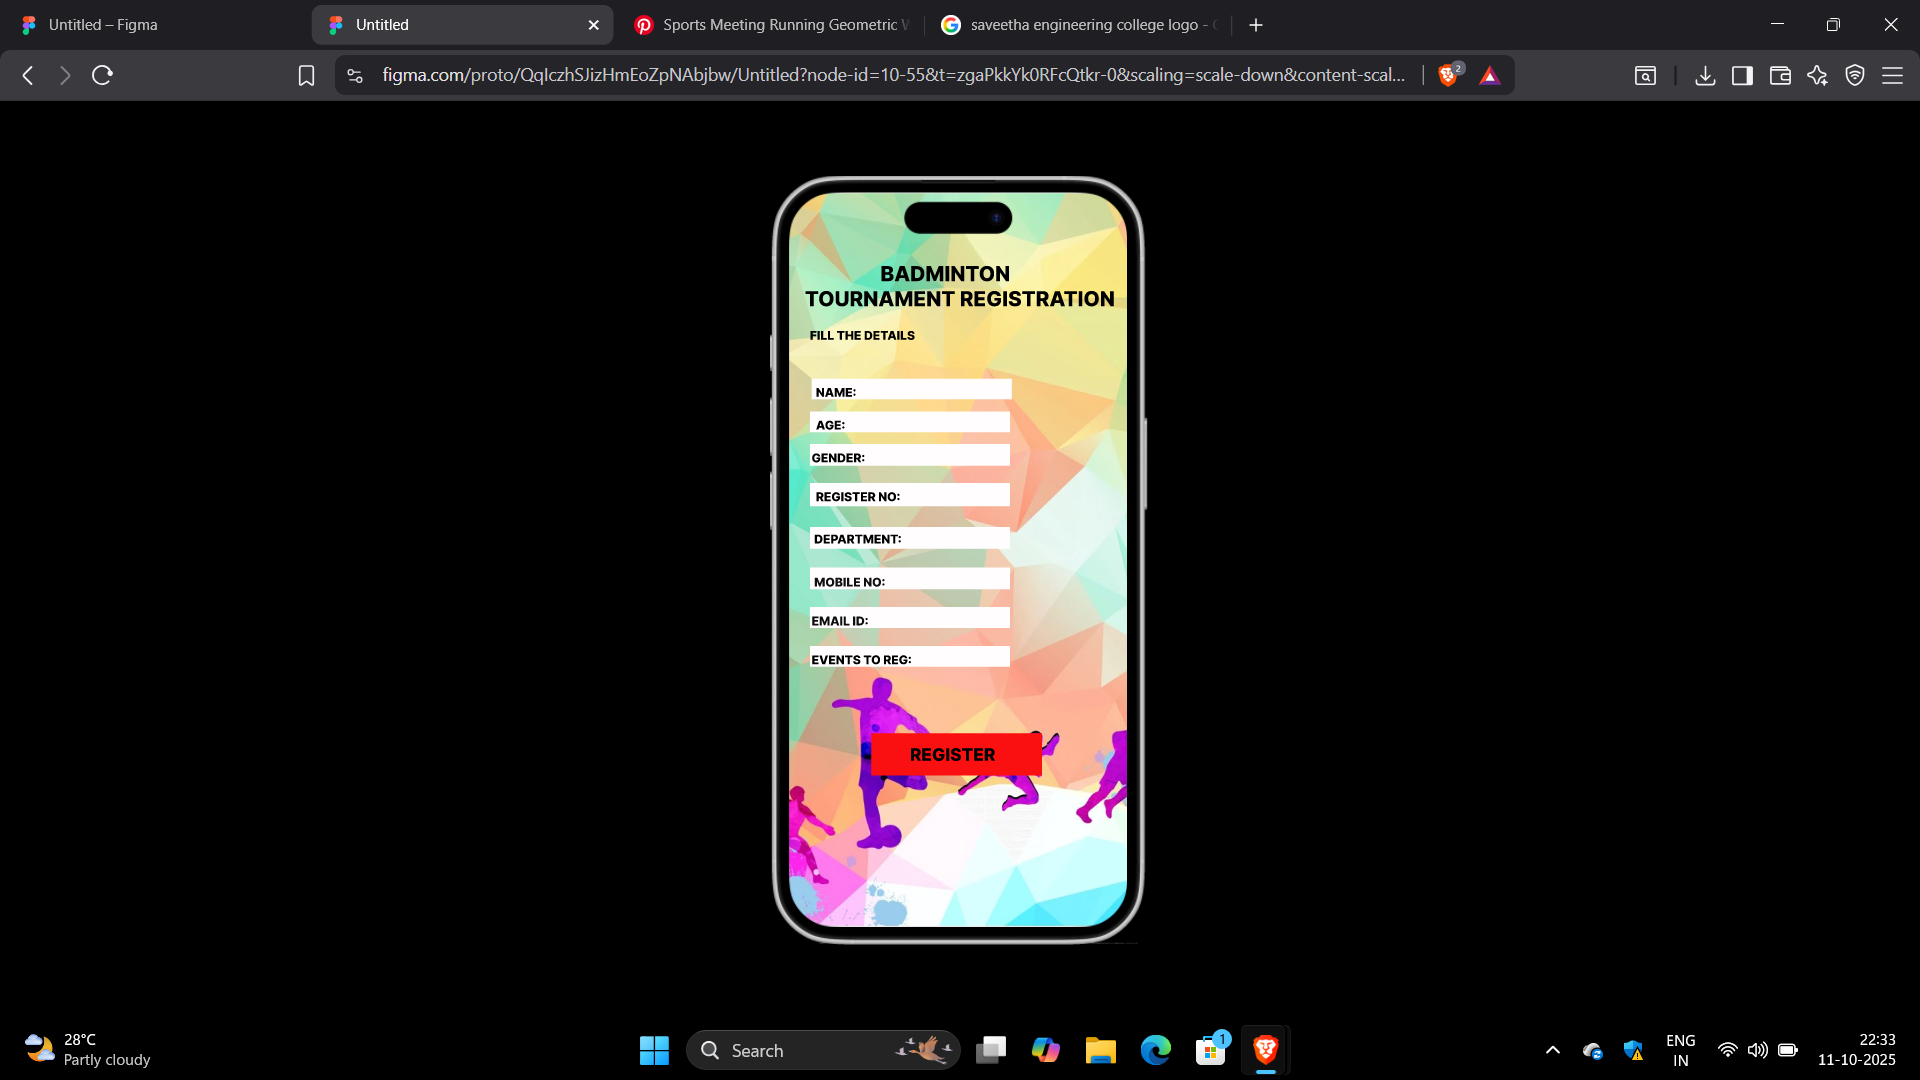 Untitled – Figma
Untitled
Sports Meeting Running Geometric
saveetha engineering college logo -
figma.com/proto/QqIczhSJizHmEoZpNAbjbw/Untitled?node-id=10-55&t=zgaPkkYk0RFcQtkr-0&scaling=scale-down&content-scal...
2
BADMINTON
TOURNAMENT REGISTRATION
FILL THE DETAILS
NAME:
AGE:
GENDER:
REGISTER NO:
DEPARTMENT:
MOBILE NO:
EMAIL ID:
EVENTS TO REG:
REGISTER
28°C
Partly cloudy
Search
1
ENG
IN
22:33
11-10-2025